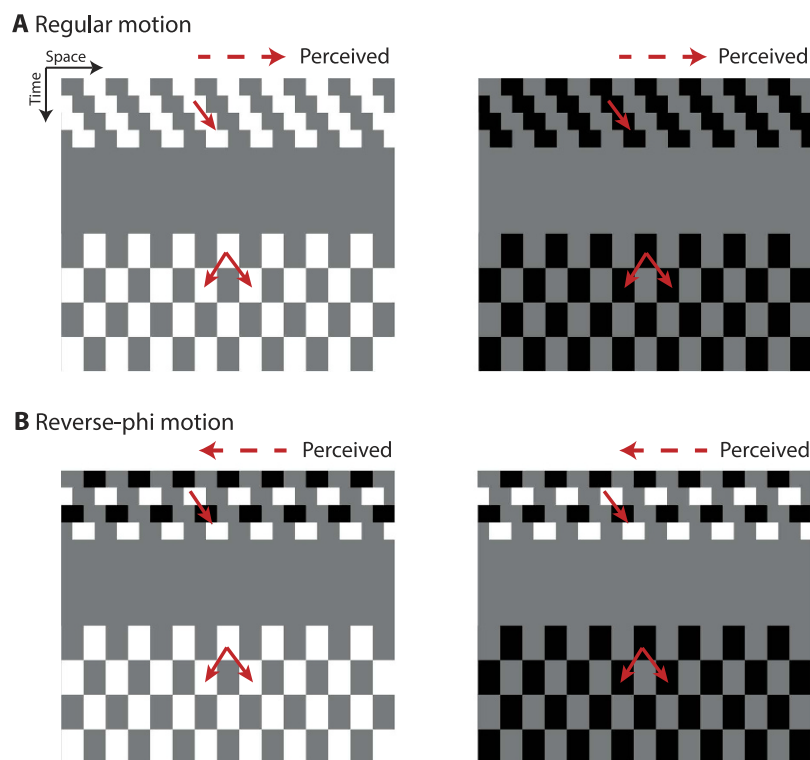 A Regular motion
Space
Time
Perceived
Perceived
B Reverse-phi motion
Perceived
Perceived